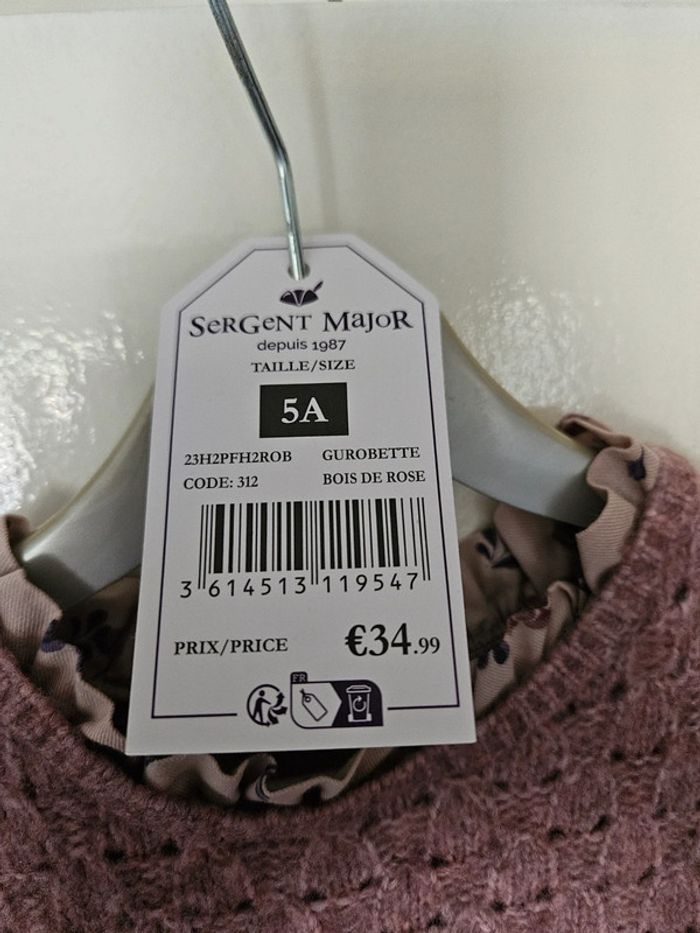 SeRGeNT MaJoR
depuis 1987
TAILLE/SIZE
5A
23H2PFH2ROB GUROBETTE
CODE: 312 BOIS DE ROSE
3 614513 119547
PRIX/PRICE €34.99
FR